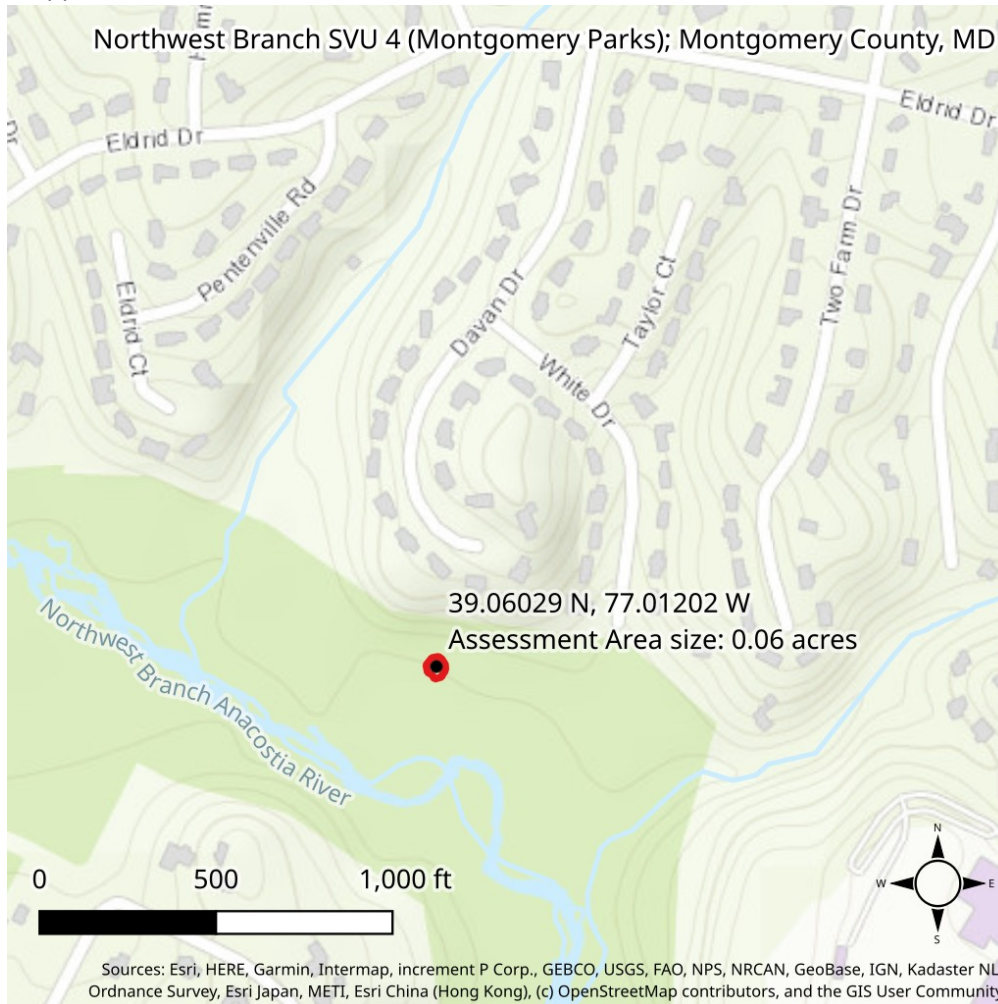 Northwest Branch SVU 4 (Montgomery Parks); Montgomery County, MD
Eldrid Dr
Eldrid Dr
Dr
Pentenville Rd
Eldrid Ct
Davan Dr
Taylor Ct
White Dr
Two Farm Dr
39.06029 N, 77.01202 W
Assessment Area size: 0.06 acres
Northwest Branch Anacostia River
0 500 1,000 ft
N
W E
S
Sources: Esri, HERE, Garmin, Intermap, increment P Corp., GEBCO, USGS, FAO, NPS, NRCAN, GeoBase, IGN, Kadaster NL
Ordnance Survey, Esri Japan, METI, Esri China (Hong Kong), (c) OpenStreetMap contributors, and the GIS User Community